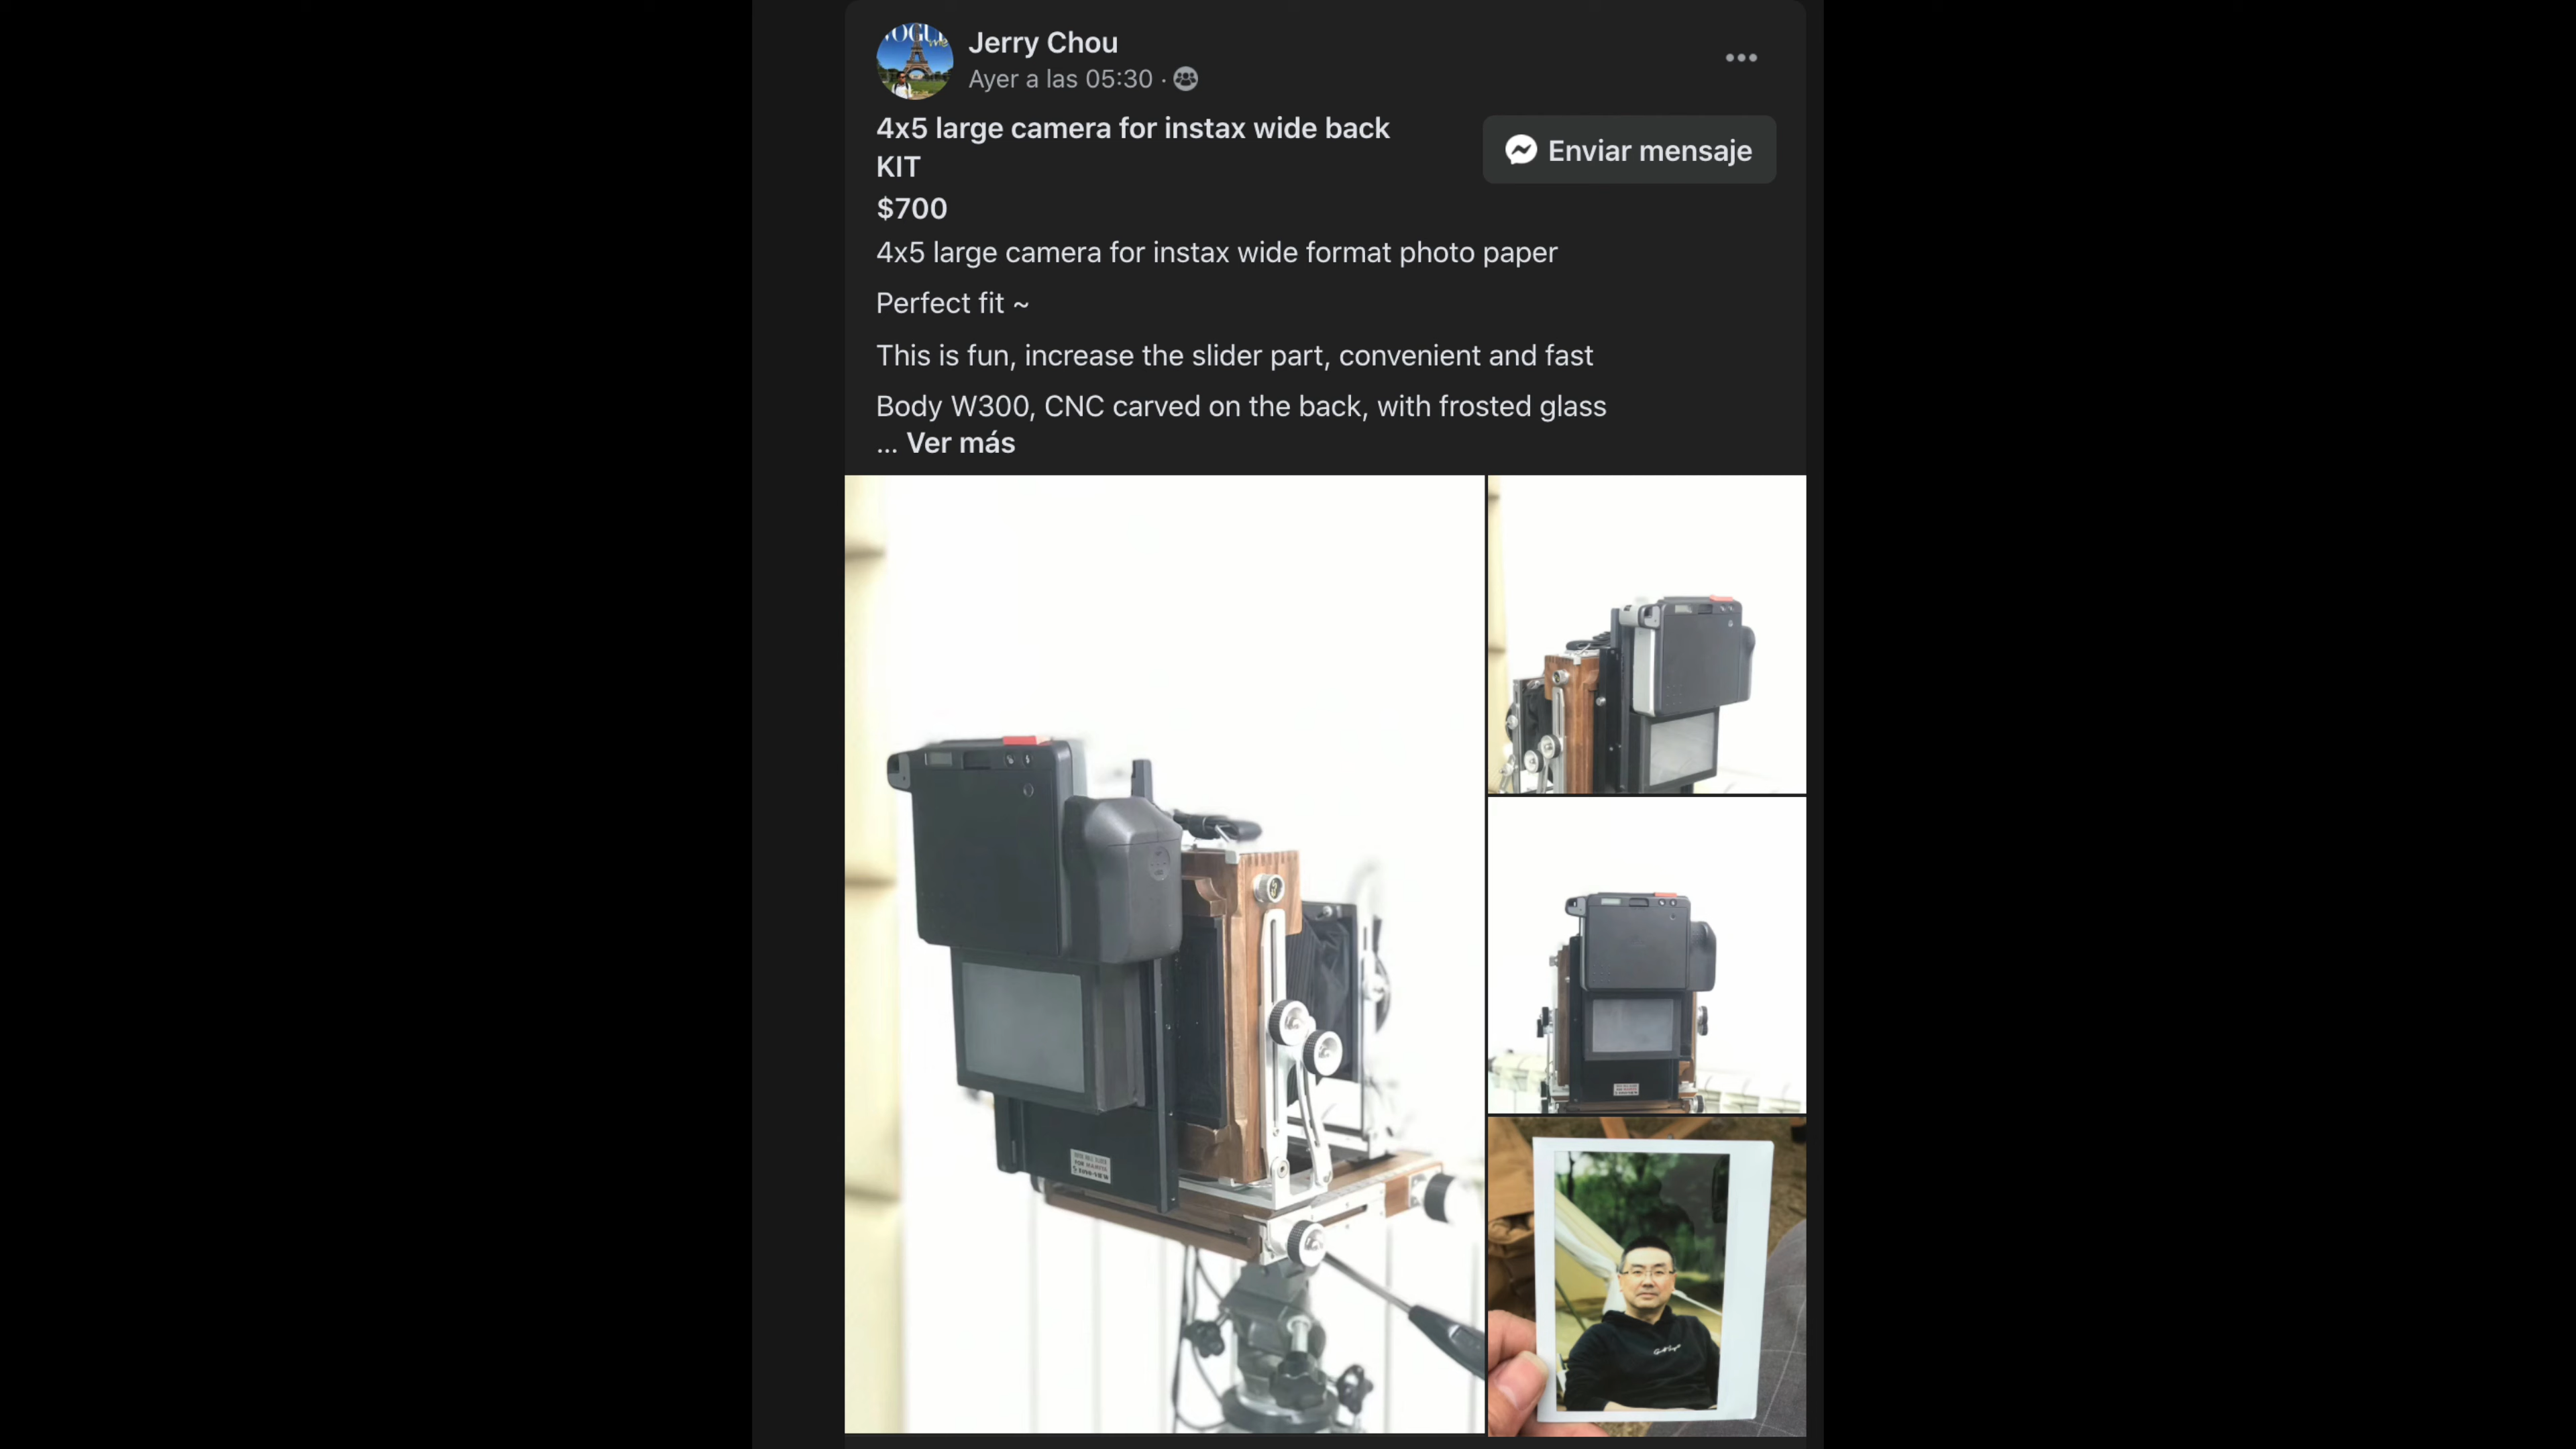 VOGUE
me
Jerry Chou
Ayer a las 05:30 ·
4x5 large camera for instax wide back
KIT
$700
Enviar mensaje
4x5 large camera for instax wide format photo paper
Perfect fit ~
This is fun, increase the slider part, convenient and fast
Body W300, CNC carved on the back, with frosted glass
... Ver más